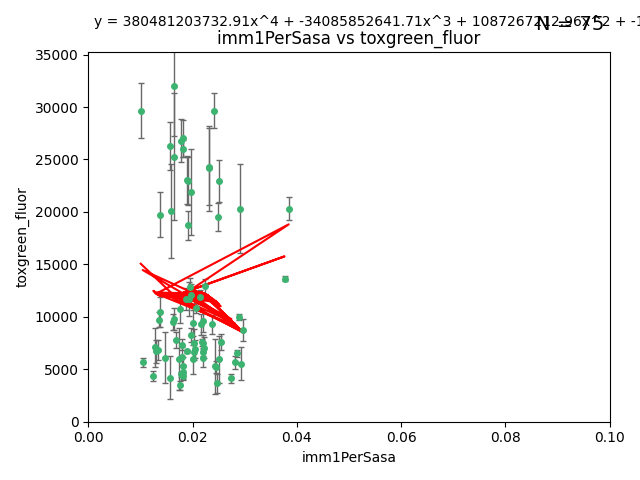 y = 380481203732.91x^4 + -34085852641.71x^3 +
N = 75
imm1PerSasa vs toxgreen_fluor
35000
30000
25000
20000
15000
10000
5000
0
toxgreen_fluor
0.00 0.02 0.04 0.06 0.08 0.10
imm1PerSasa